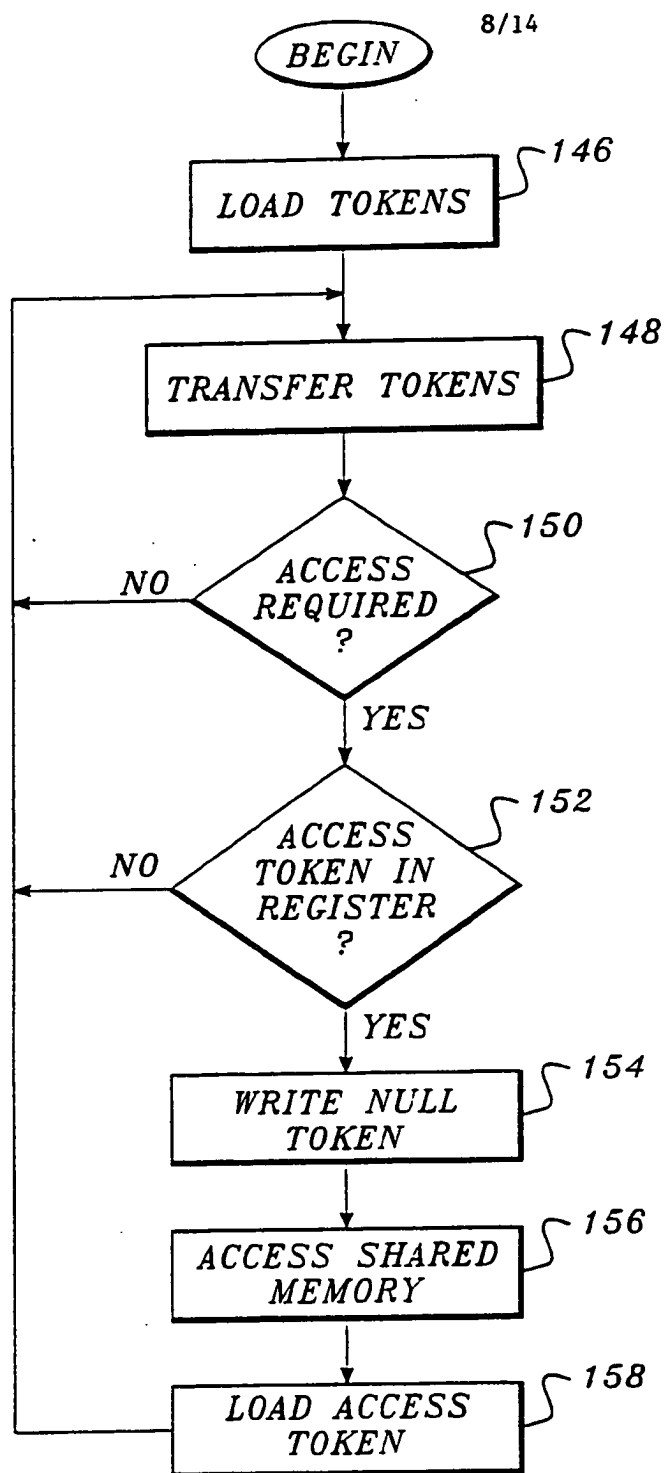 8/14
BEGIN
146
LOAD TOKENS
148
TRANSFER TOKENS
150
ACCESS
REQUIRED
?
NO
YES
152
ACCESS
TOKEN IN
REGISTER
?
NO
YES
154
WRITE NULL
TOKEN
156
ACCESS SHARED
MEMORY
158
LOAD ACCESS
TOKEN